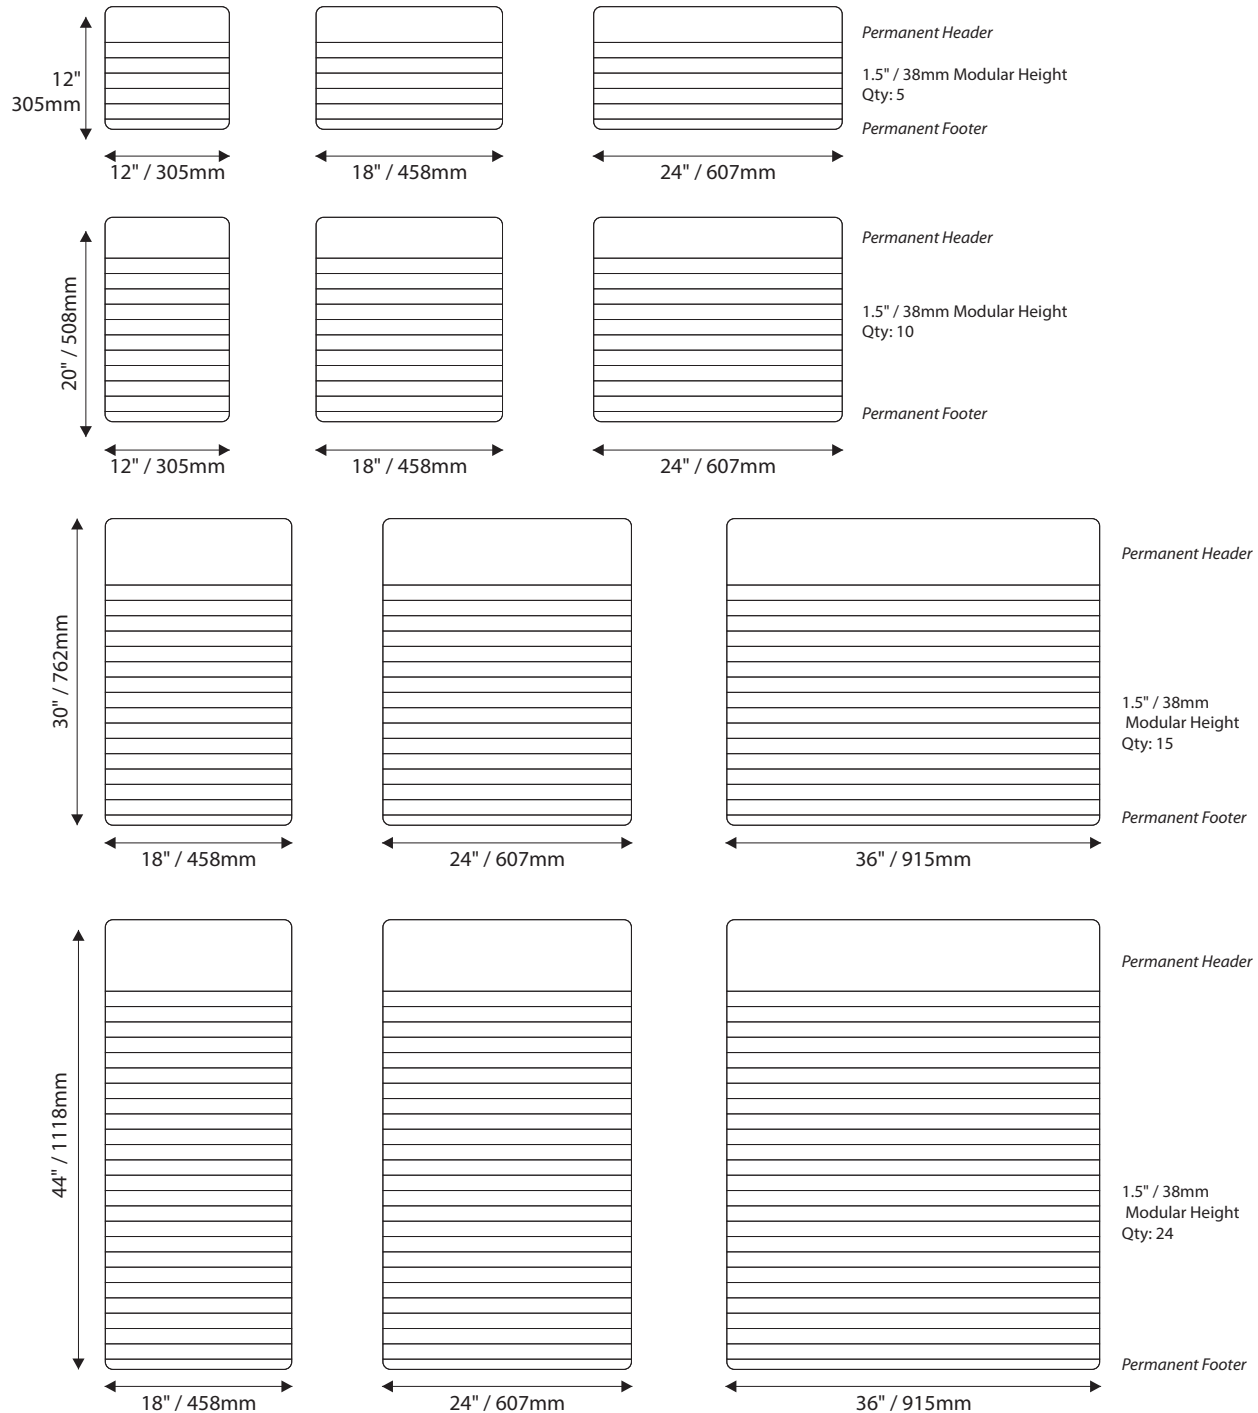 Permanent Header
12"
305mm
1.5" / 38mm Modular Height
Qty: 5
Permanent Footer
12" / 305mm
18" / 458mm
24" / 607mm
Permanent Header
20" / 508mm
1.5" / 38mm Modular Height
Qty: 10
Permanent Footer
12" / 305mm
18" / 458mm
24" / 607mm
Permanent Header
30" / 762mm
1.5" / 38mm
Modular Height
Qty: 15
Permanent Footer
18" / 458mm
24" / 607mm
36" / 915mm
Permanent Header
44" / 1118mm
1.5" / 38mm
Modular Height
Qty: 24
Permanent Footer
18" / 458mm
24" / 607mm
36" / 915mm